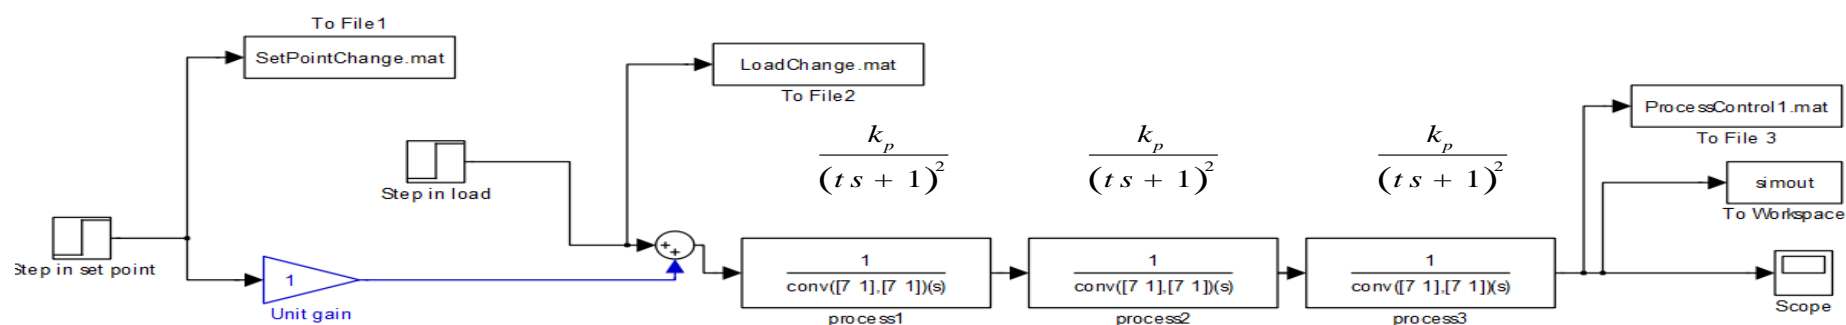 To File1
SetPointChange.mat
LoadChange.mat
To File2
ProcessControl1.mat
To File 3
k_p / (t s + 1)^2
k_p / (t s + 1)^2
k_p / (t s + 1)^2
Step in load
simout
To Workspace
+
+
Step in set point
1
Unit gain
1
conv([7 1],[7 1])(s)
process1
1
conv([7 1],[7 1])(s)
process2
1
conv([7 1],[7 1])(s)
process3
Scope